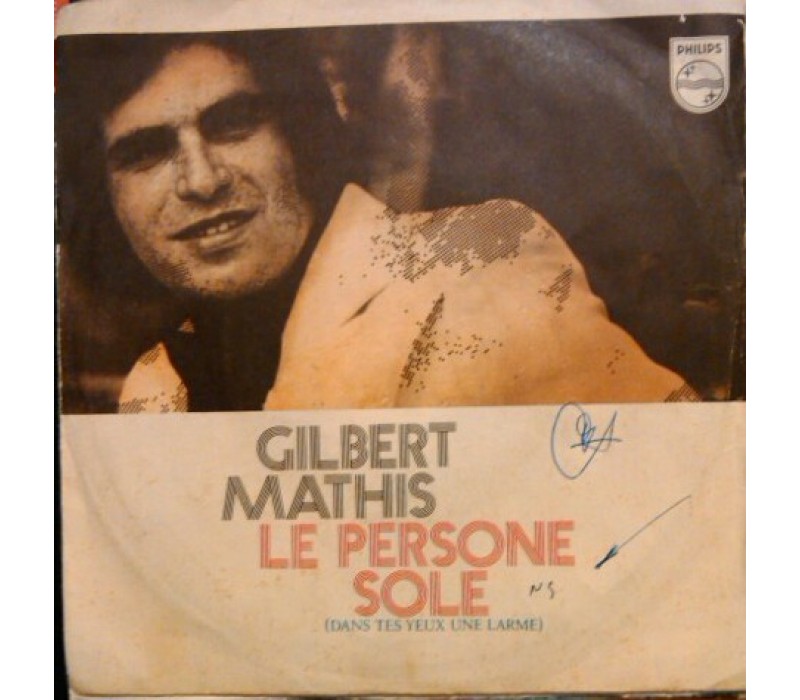 PHILIPS
GILBERT
MATHIS
LE PERSONE
SOLE
(DANS TES YEUX UNE LARME)